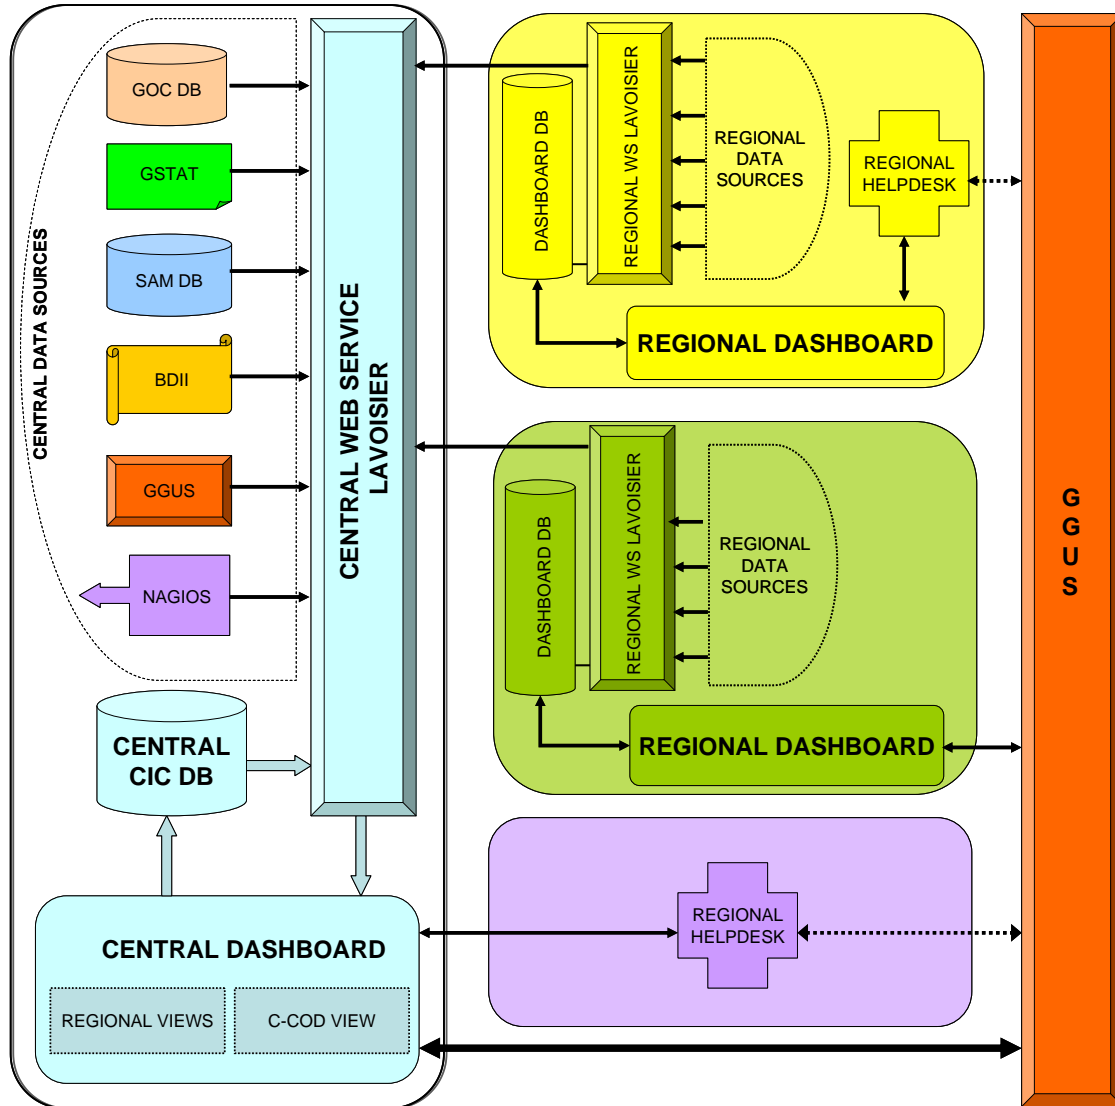 CENTRAL DATA SOURCES
GOC DB
GSTAT
SAM DB
BDII
GGUS
NAGIOS
CENTRAL WEB SERVICE
LAVOISIER
CENTRAL
CIC DB
CENTRAL DASHBOARD
REGIONAL VIEWS
C-COD VIEW
DASHBOARD DB
REGIONAL WS LAVOISIER
REGIONAL
DATA
SOURCES
REGIONAL
HELPDESK
REGIONAL DASHBOARD
DASHBOARD DB
REGIONAL WS LAVOISIER
REGIONAL
DATA
SOURCES
REGIONAL DASHBOARD
REGIONAL
HELPDESK
G
G
U
S